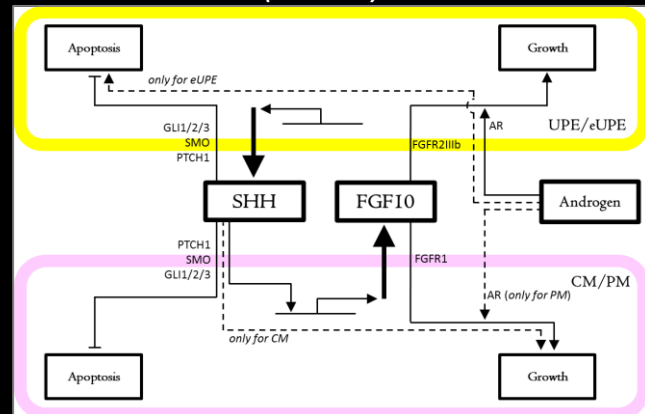 Apoptosis
Growth
only for eUPE
GLI1/2/3
SMO
PTCH1
FGFR2IIIb
AR
UPE/eUPE
SHH
FGF10
Androgen
PTCH1
SMO
GLI1/2/3
FGFR1
CM/PM
AR (only for PM)
only for CM
Apoptosis
Growth